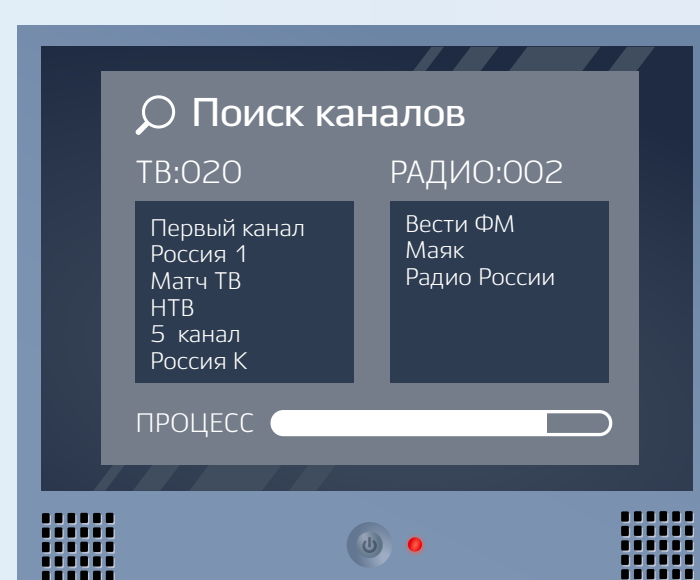 Поиск каналов
ТВ:020
РАДИО:002
Первый канал
Россия 1
Матч ТВ
НТВ
5 канал
Россия К
Вести ФМ
Маяк
Радио России
ПРОЦЕСС